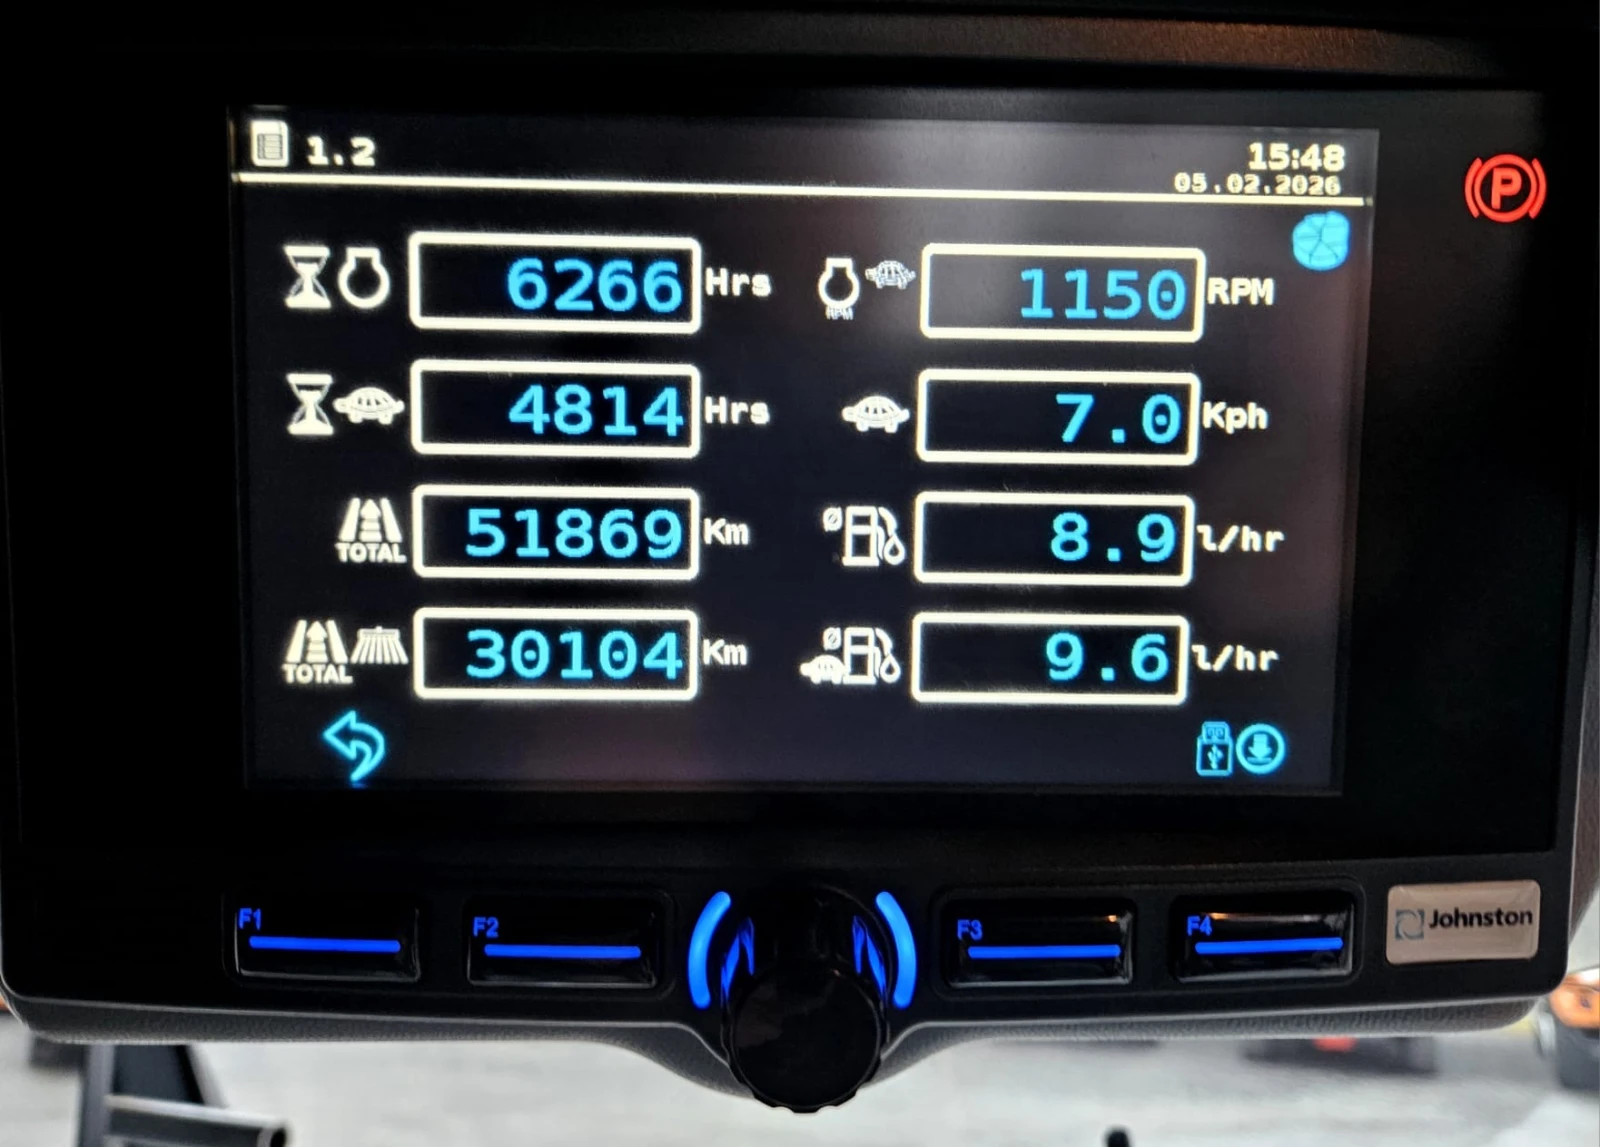 1.2
15:48
05.02.2026
6266 Hrs
RPM 1150 RPM
4814 Hrs
7.0 Kph
TOTAL 51869 Km
Ø 8.9 l/hr
TOTAL 30104 Km
Ø 9.6 l/hr
P
F1 F2 F3 F4
Johnston